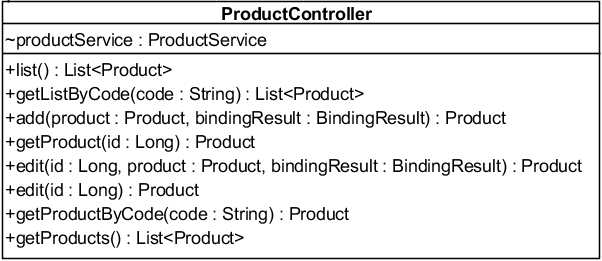 ProductController
~productService : ProductService
+list() : List<Product>
+getListByCode(code : String) : List<Product>
+add(product : Product, bindingResult : BindingResult) : Product
+getProduct(id : Long) : Product
+edit(id : Long, product : Product, bindingResult : BindingResult) : Product
+edit(id : Long) : Product
+getProductByCode(code : String) : Product
+getProducts() : List<Product>